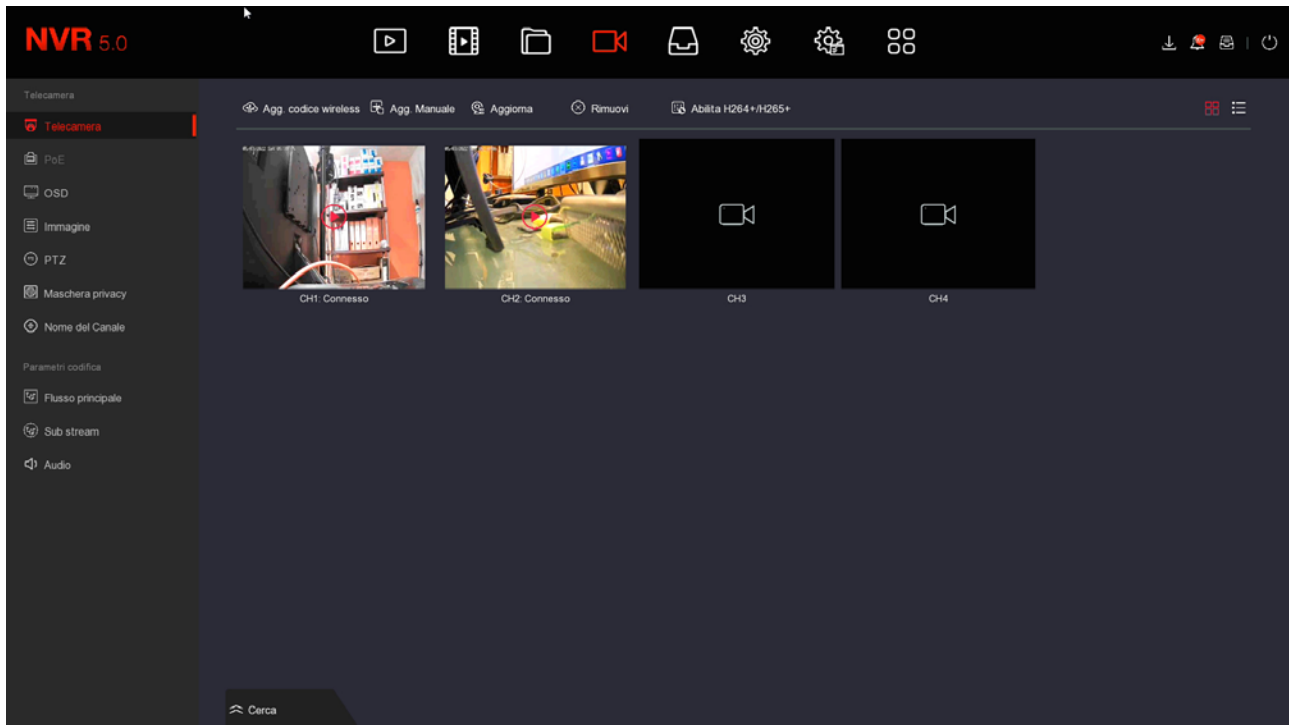 NVR 5.0
Telecamera
Agg. codice wireless Agg. Manuale Aggiorna Rimuovi Abilita H264+/H265+
Telecamera
PoE
OSD
Immagine
PTZ
Maschera privacy
Nome del Canale
CH1: Connesso CH2: Connesso CH3 CH4
Parametri codifica
Flusso principale
Sub stream
Audio
Cerca